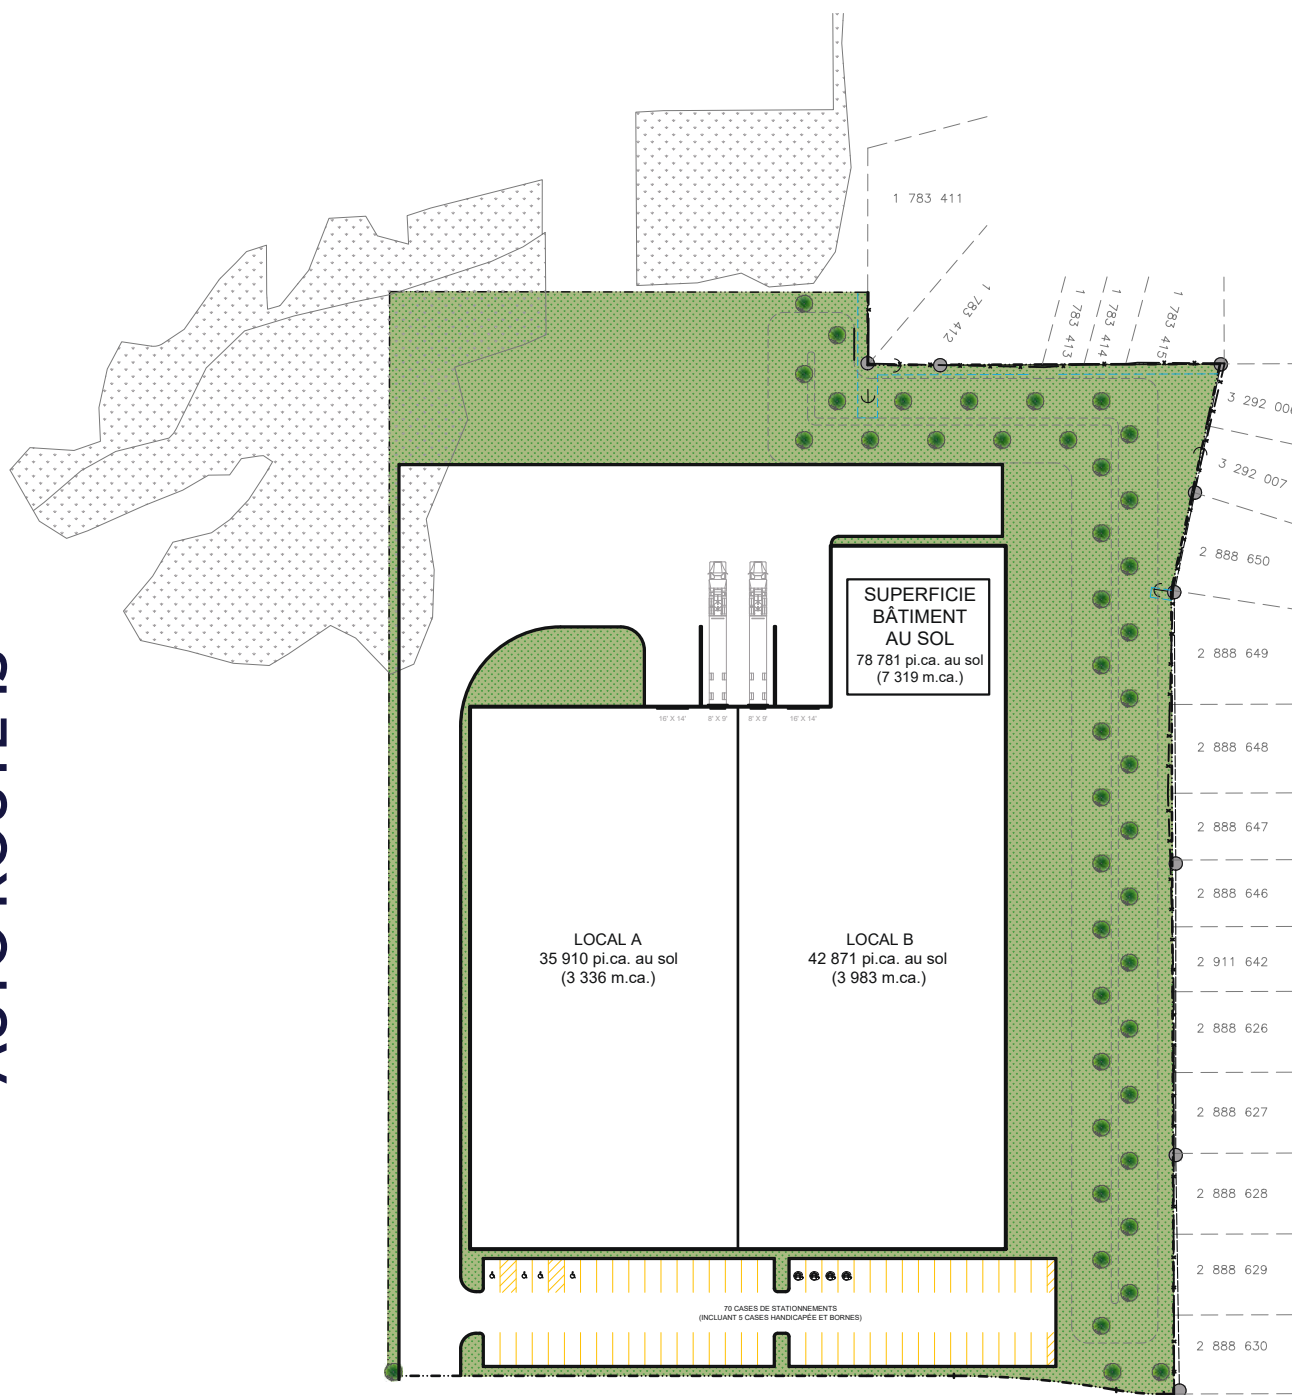 1 783 411
1 783 412
1 783 413
1 783 414
1 783 415
3 292 006
3 292 007
2 888 650
SUPERFICIE
BÂTIMENT
AU SOL
78 781 pi.ca. au sol
(7 319 m.ca.)
2 888 649
16' X 14'
8' X 9'
8' X 9'
16' X 14'
2 888 648
2 888 647
2 888 646
LOCAL A
35 910 pi.ca. au sol
(3 336 m.ca.)
LOCAL B
42 871 pi.ca. au sol
(3 983 m.ca.)
2 911 642
2 888 626
2 888 627
2 888 628
2 888 629
70 CASES DE STATIONNEMENTS
(INCLUANT 5 CASES HANDICAPÉE ET BORNES)
2 888 630